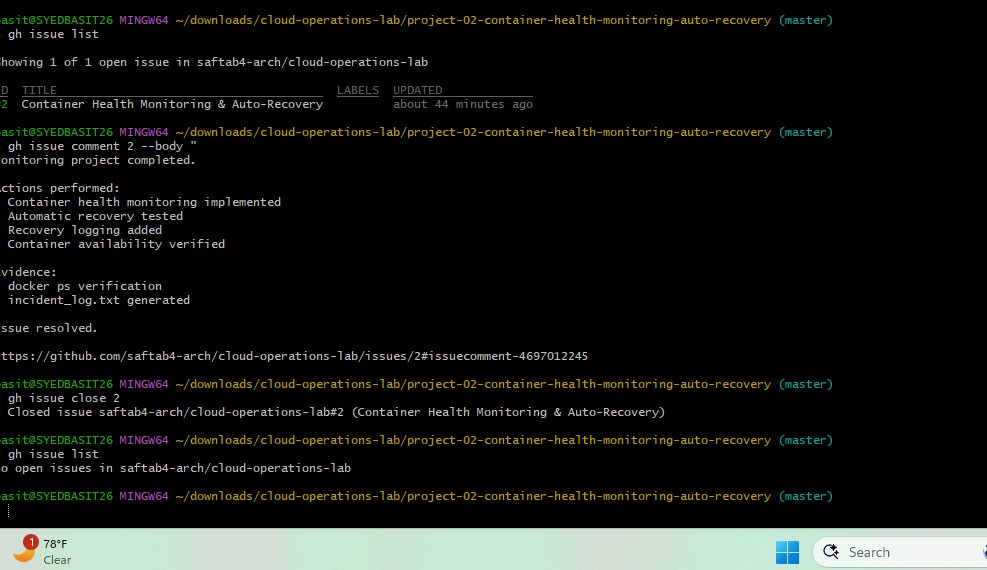 asit@SYEDBASIT26 MINGW64 ~/downloads/cloud-operations-lab/project-02-container-health-monitoring-auto-recovery (master)
gh issue list
howing 1 of 1 open issue in saftab4-arch/cloud-operations-lab
D TITLE LABELS UPDATED
#2 Container Health Monitoring & Auto-Recovery about 44 minutes ago
asit@SYEDBASIT26 MINGW64 ~/downloads/cloud-operations-lab/project-02-container-health-monitoring-auto-recovery (master)
gh issue comment 2 --body "
onitoring project completed.
ctions performed:
Container health monitoring implemented
Automatic recovery tested
Recovery logging added
Container availability verified
vidence:
docker ps verification
incident_log.txt generated
ssue resolved.
ttps://github.com/saftab4-arch/cloud-operations-lab/issues/2#issuecomment-4697012245
asit@SYEDBASIT26 MINGW64 ~/downloads/cloud-operations-lab/project-02-container-health-monitoring-auto-recovery (master)
gh issue close 2
Closed issue saftab4-arch/cloud-operations-lab#2 (Container Health Monitoring & Auto-Recovery)
asit@SYEDBASIT26 MINGW64 ~/downloads/cloud-operations-lab/project-02-container-health-monitoring-auto-recovery (master)
gh issue list
o open issues in saftab4-arch/cloud-operations-lab
asit@SYEDBASIT26 MINGW64 ~/downloads/cloud-operations-lab/project-02-container-health-monitoring-auto-recovery (master)
1
78°F
Clear
Search